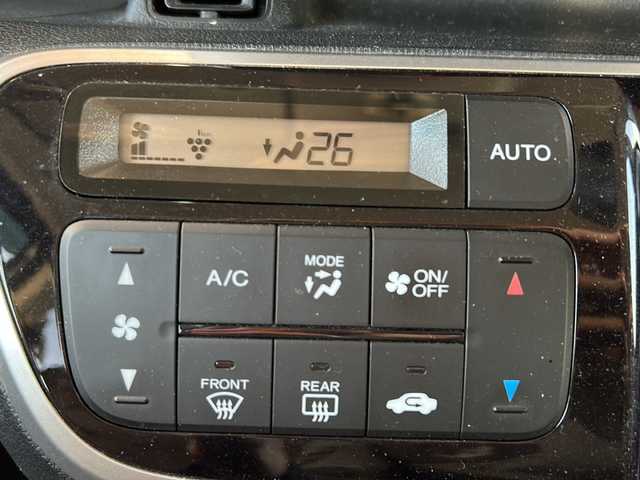 26
AUTO
A/C
MODE
ON/
OFF
FRONT
REAR